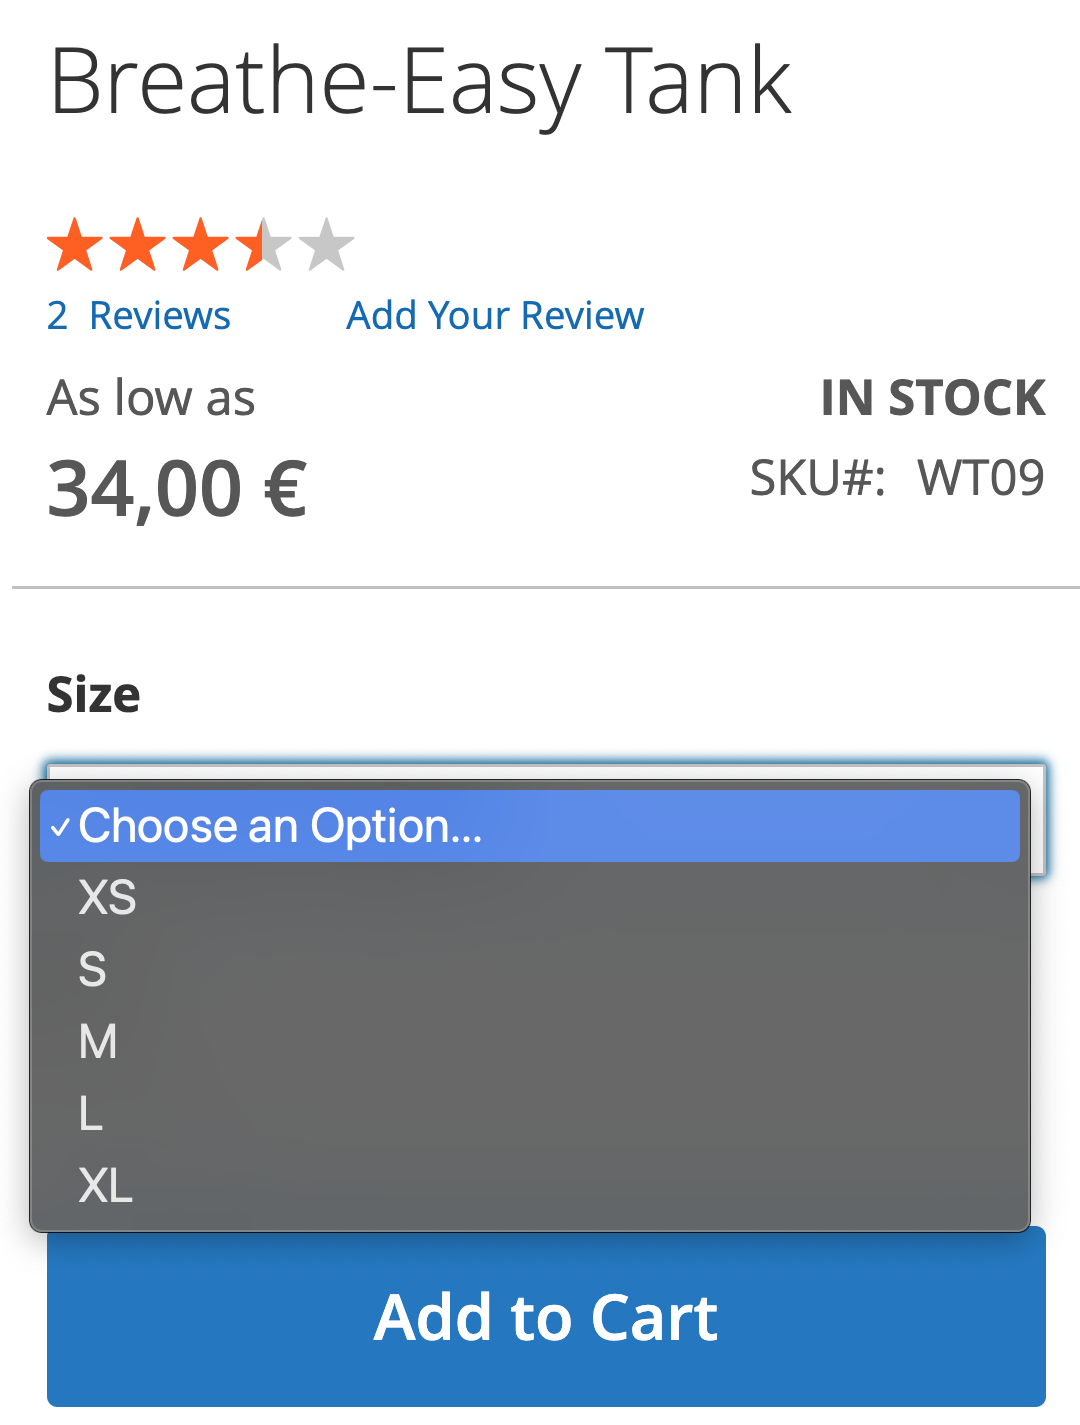 Breathe-Easy Tank
2 Reviews Add Your Review
As low as IN STOCK
34,00 € SKU#: WT09
Size
✓ Choose an Option...
XS
S
M
L
XL
Add to Cart